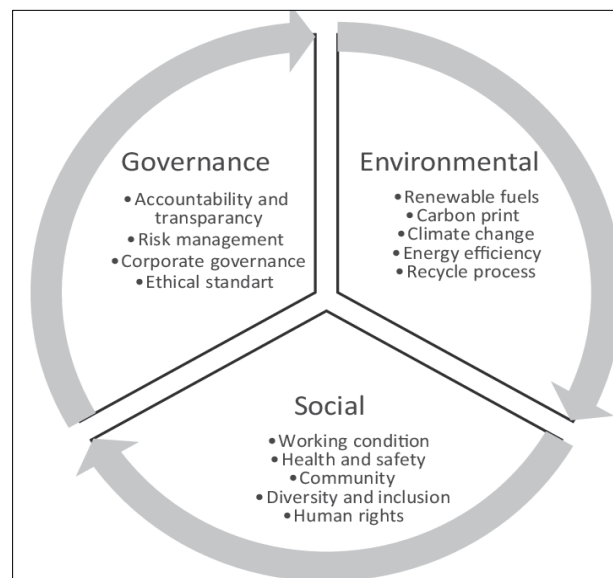 Governance
•Accountability and
transparancy
•Risk management
•Corporate governance
•Ethical standart
Environmental
•Renewable fuels
•Carbon print
•Climate change
•Energy efficiency
•Recycle process
Social
•Working condition
•Health and safety
•Community
•Diversity and inclusion
•Human rights